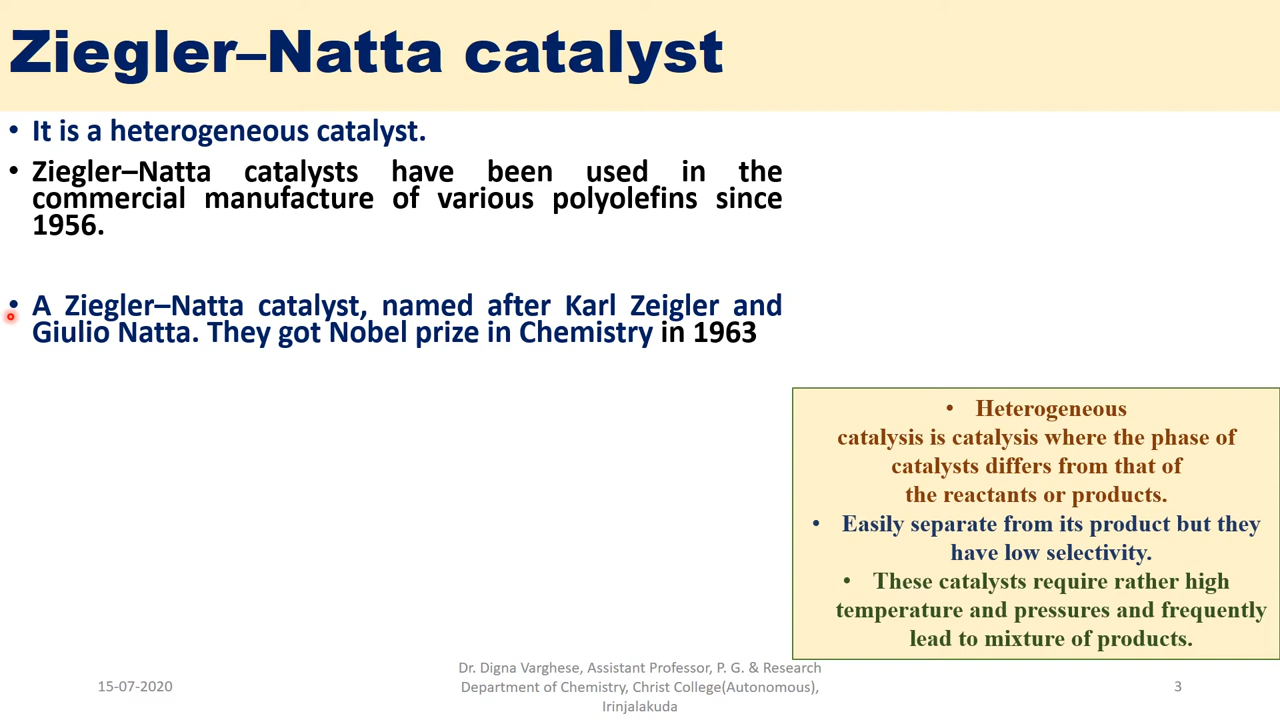 Ziegler–Natta catalyst
• It is a heterogeneous catalyst.
• Ziegler–Natta catalysts have been used in the
commercial manufacture of various polyolefins since
1956.
• A Ziegler–Natta catalyst, named after Karl Zeigler and
Giulio Natta. They got Nobel prize in Chemistry in 1963
• Heterogeneous
catalysis is catalysis where the phase of
catalysts differs from that of
the reactants or products.
• Easily separate from its product but they
have low selectivity.
• These catalysts require rather high
temperature and pressures and frequently
lead to mixture of products.
15-07-2020
Dr. Digna Varghese, Assistant Professor, P. G. & Research
Department of Chemistry, Christ College(Autonomous),
Irinjalakuda
3